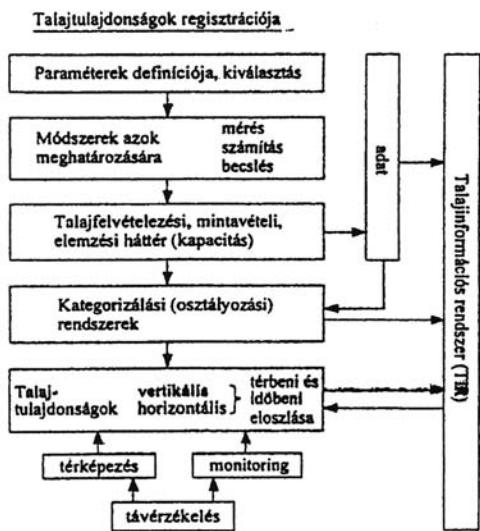 Talajtulajdonságok regisztrációja
Paraméterek definíciója, kiválasztás
Módszerek azok
meghatározására
mérés
számítás
becslés
Talajfelvételezési, mintavételi,
elemzési háttér (kapacitás)
adat
Kategorizálási (osztályozási)
rendszerek
Talaj-
tulajdonságok
vertikália
horizontális
térbeni és
időbeni
eloszlása
térképezés
monitoring
távérzékelés
Talajinformációs rendszer (TIR)